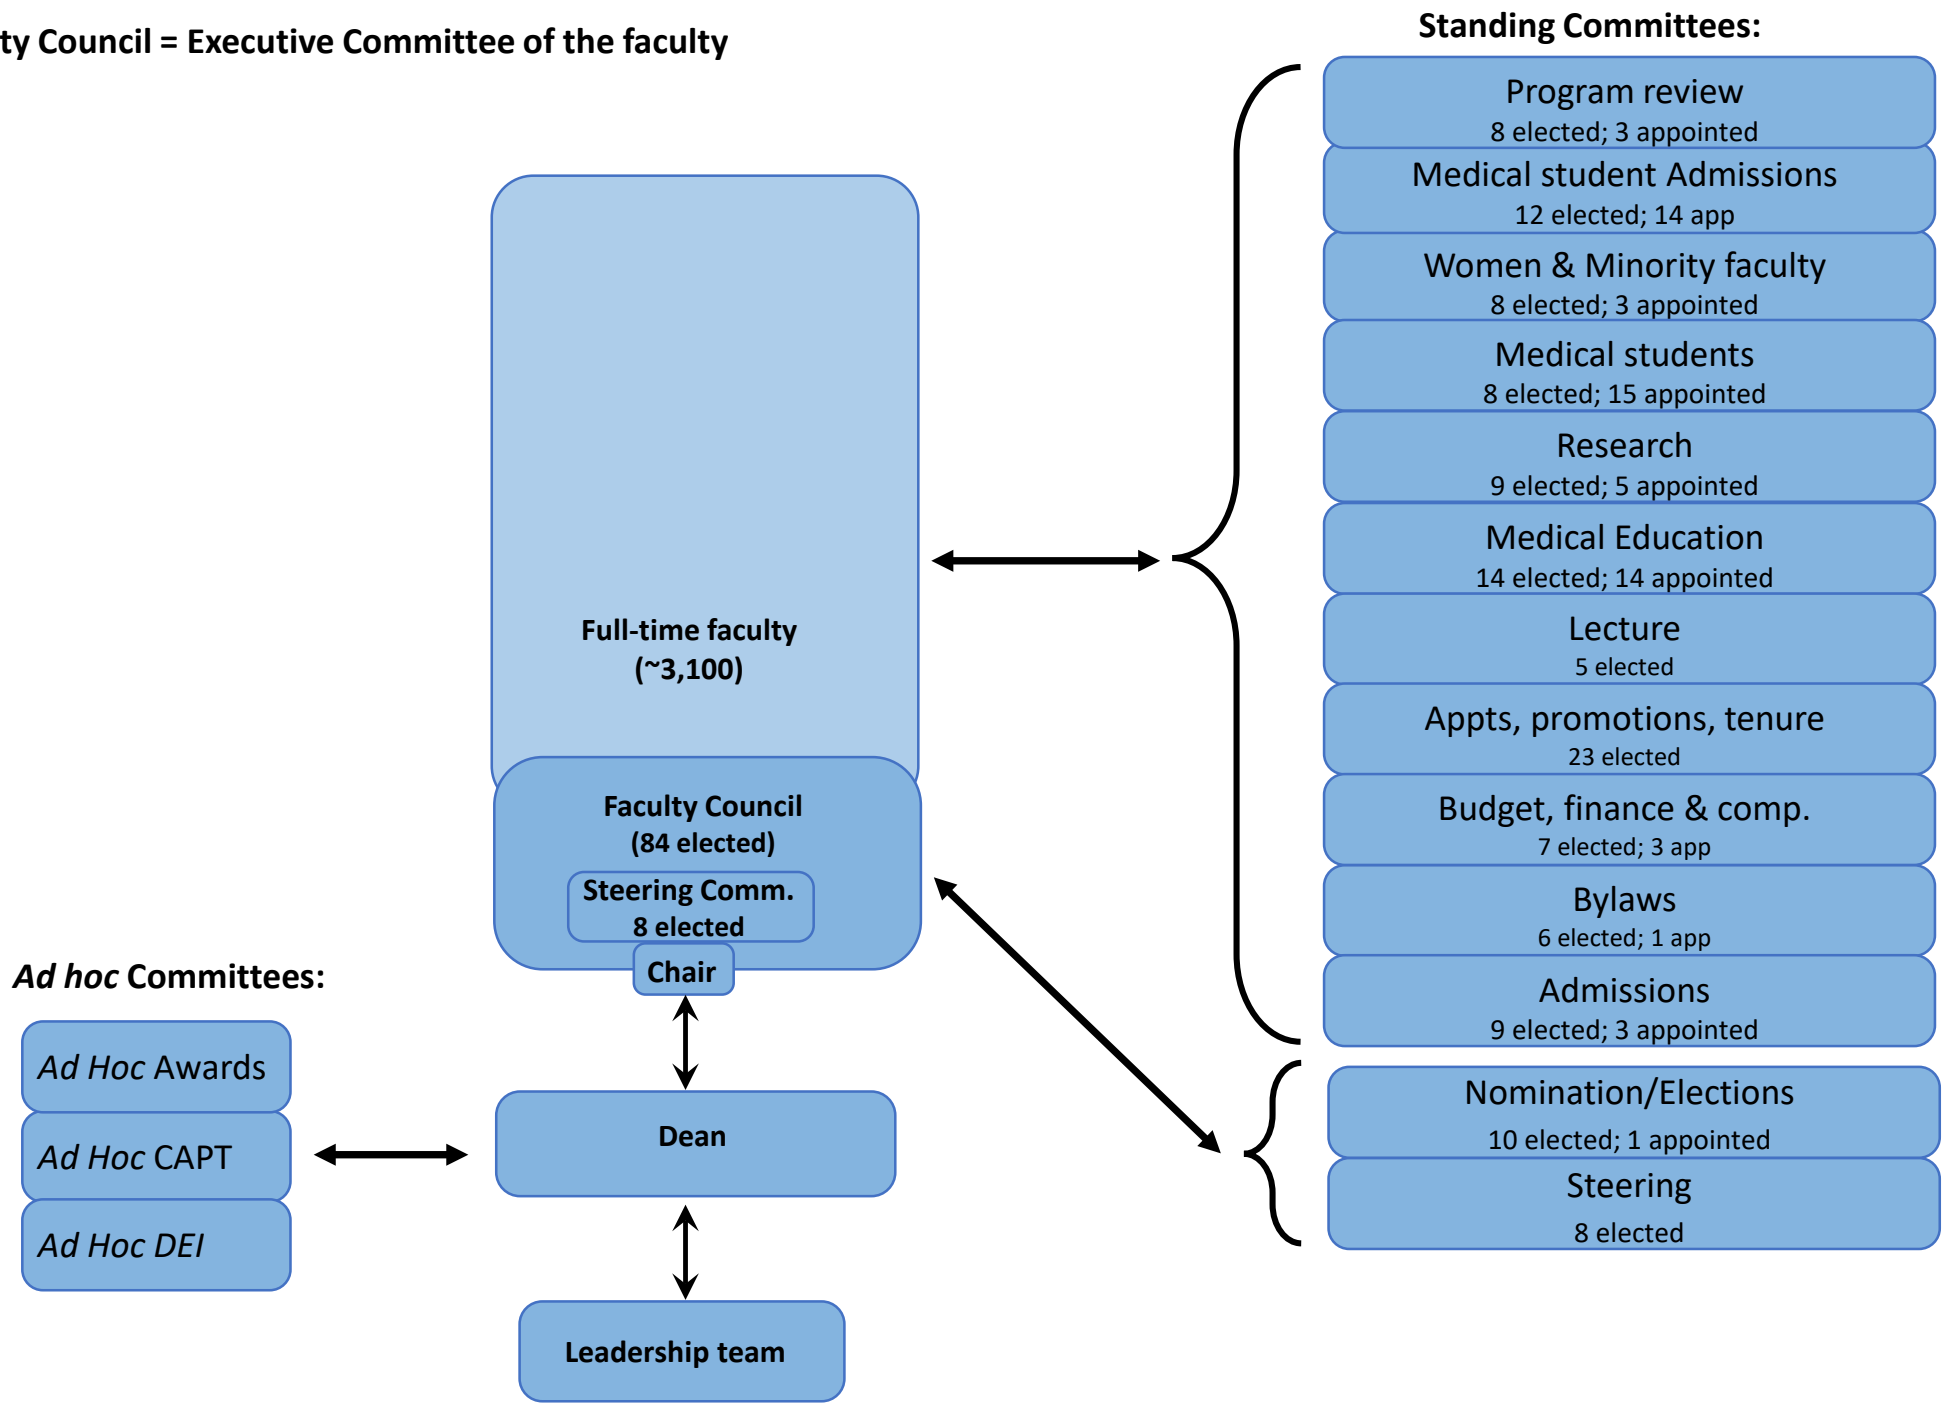 ty Council = Executive Committee of the faculty
Standing Committees:
Program review
8 elected; 3 appointed
Medical student Admissions
12 elected; 14 app
Women & Minority faculty
8 elected; 3 appointed
Medical students
8 elected; 15 appointed
Research
9 elected; 5 appointed
Medical Education
14 elected; 14 appointed
Lecture
5 elected
Appts, promotions, tenure
23 elected
Budget, finance & comp.
7 elected; 3 app
Bylaws
6 elected; 1 app
Admissions
9 elected; 3 appointed
Nomination/Elections
10 elected; 1 appointed
Steering
8 elected
Full-time faculty
(~3,100)
Faculty Council
(84 elected)
Steering Comm.
8 elected
Chair
Dean
Leadership team
Ad hoc Committees:
Ad Hoc Awards
Ad Hoc CAPT
Ad Hoc DEI